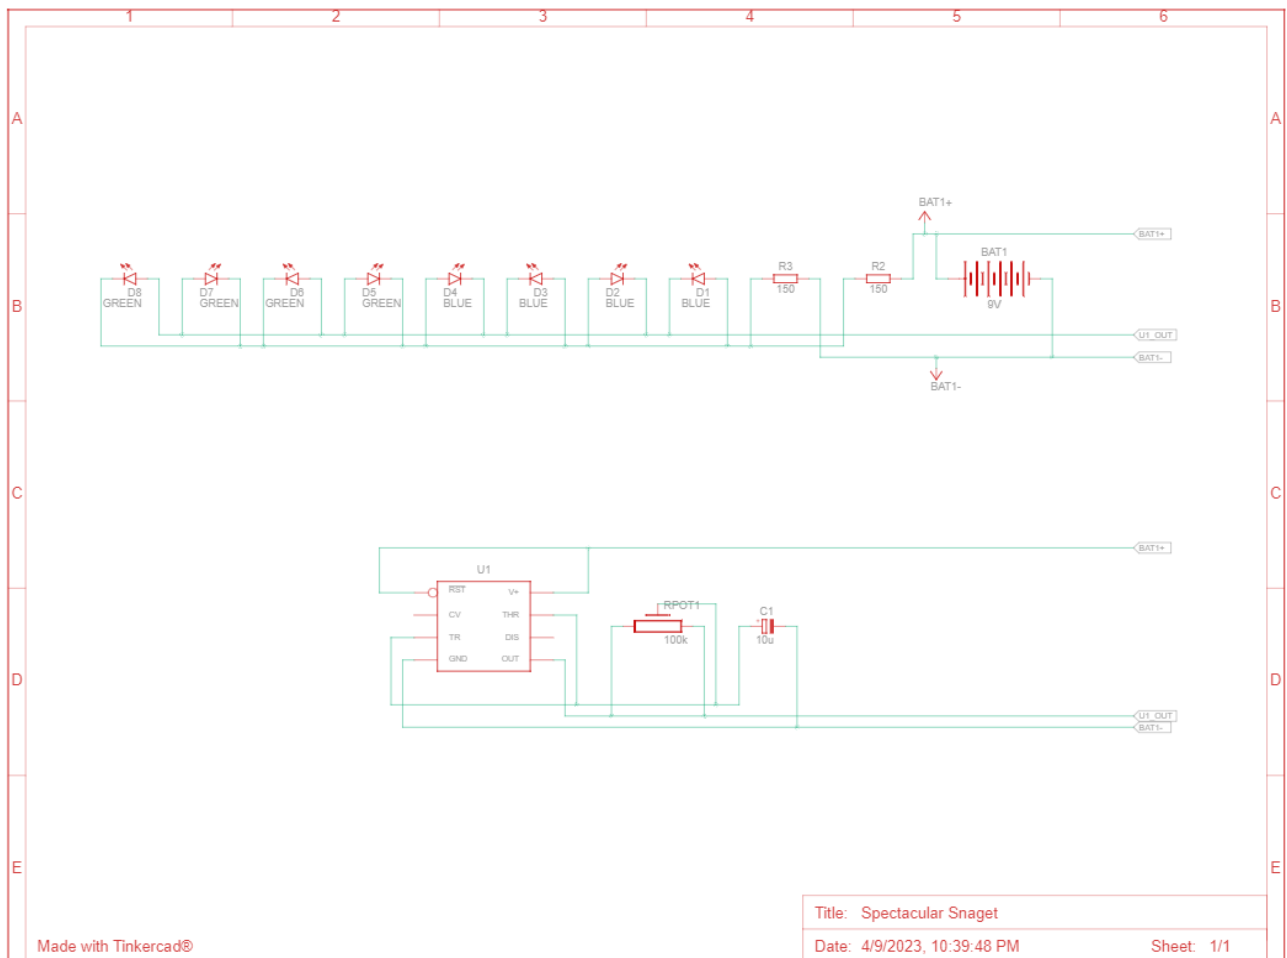 1 2 3 4 5 6
A A
BAT1+
BAT1+
BAT1
R3 R2
D8 D7 D6 D5 D4 D3 D2 D1
150 150
GREEN GREEN GREEN GREEN BLUE BLUE BLUE BLUE
9V
B B
U1_OUT
BAT1-
BAT1-
C C
BAT1+
U1
RST V+
RPOT1 C1
CV THR
TR DIS
100k 10u
GND OUT
D D
U1_OUT
BAT1-
E E
Title: Spectacular Snaget
Made with Tinkercad®
Date: 4/9/2023, 10:39:48 PM Sheet: 1/1